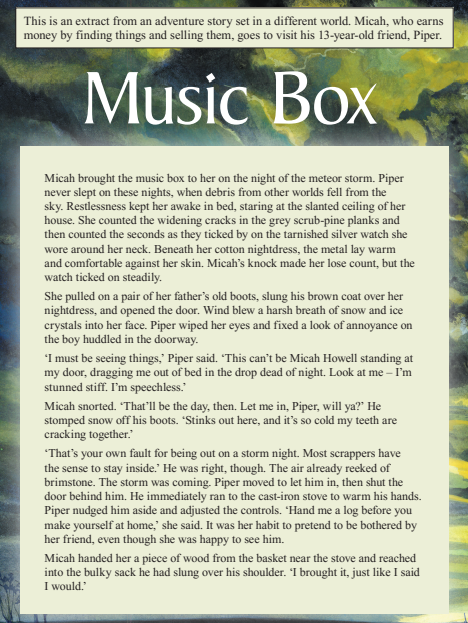 This is an extract from an adventure story set in a different world. Micah, who earns
money by finding things and selling them, goes to visit his 13-year-old friend, Piper.
Music Box
Micah brought the music box to her on the night of the meteor storm. Piper
never slept on these nights, when debris from other worlds fell from the
sky. Restlessness kept her awake in bed, staring at the slanted ceiling of her
house. She counted the widening cracks in the grey scrub-pine planks and
then counted the seconds as they ticked by on the tarnished silver watch she
wore around her neck. Beneath her cotton nightdress, the metal lay warm
and comfortable against her skin. Micah’s knock made her lose count, but the
watch ticked on steadily.
She pulled on a pair of her father’s old boots, slung his brown coat over her
nightdress, and opened the door. Wind blew a harsh breath of snow and ice
crystals into her face. Piper wiped her eyes and fixed a look of annoyance on
the boy huddled in the doorway.
‘I must be seeing things,’ Piper said. ‘This can’t be Micah Howell standing at
my door, dragging me out of bed in the drop dead of night. Look at me – I’m
stunned stiff. I’m speechless.’
Micah snorted. ‘That’ll be the day, then. Let me in, Piper, will ya?’ He
stomped snow off his boots. ‘Stinks out here, and it’s so cold my teeth are
cracking together.’
‘That’s your own fault for being out on a storm night. Most scrappers have
the sense to stay inside.’ He was right, though. The air already reeked of
brimstone. The storm was coming. Piper moved to let him in, then shut the
door behind him. He immediately ran to the cast-iron stove to warm his hands.
Piper nudged him aside and adjusted the controls. ‘Hand me a log before you
make yourself at home,’ she said. It was her habit to pretend to be bothered by
her friend, even though she was happy to see him.
Micah handed her a piece of wood from the basket near the stove and reached
into the bulky sack he had slung over his shoulder. ‘I brought it, just like I said
I would.’